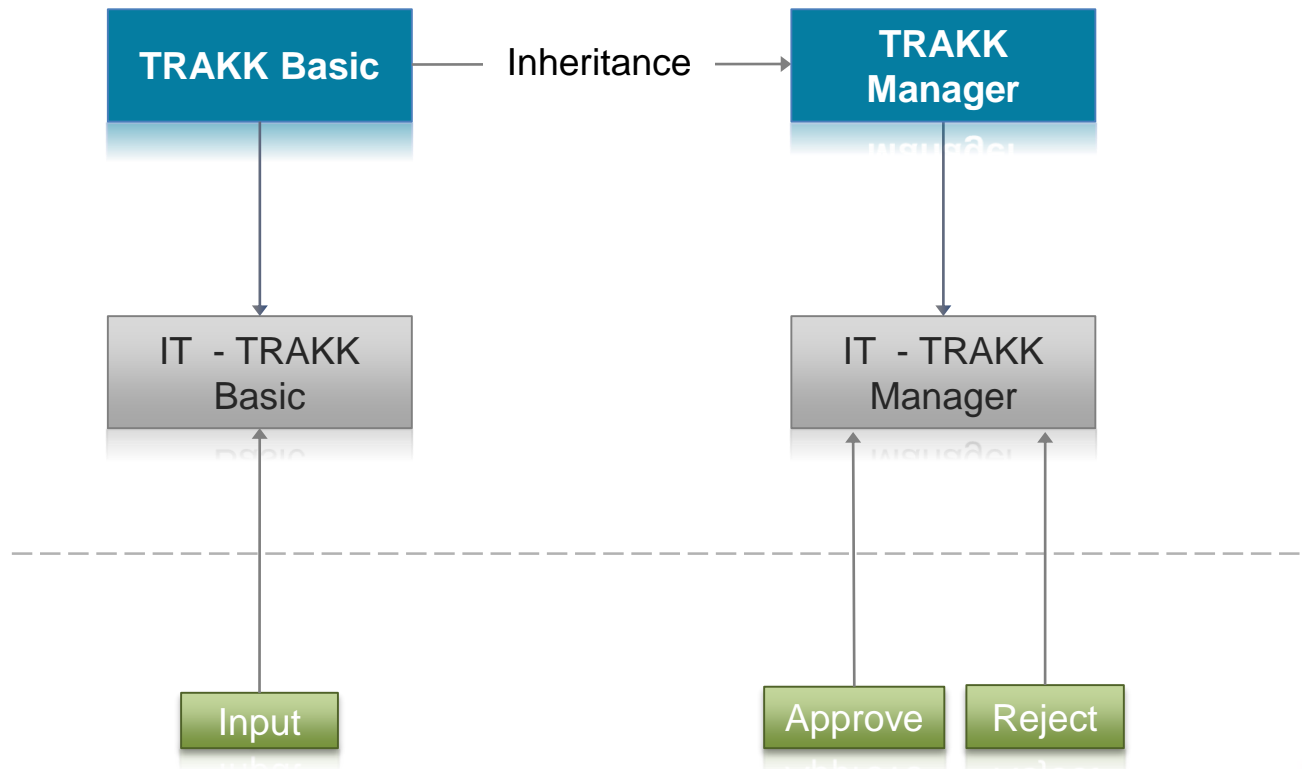 TRAKK Basic
Inheritance
TRAKK
Manager
IT - TRAKK
Basic
IT - TRAKK
Manager
Input
Approve
Reject